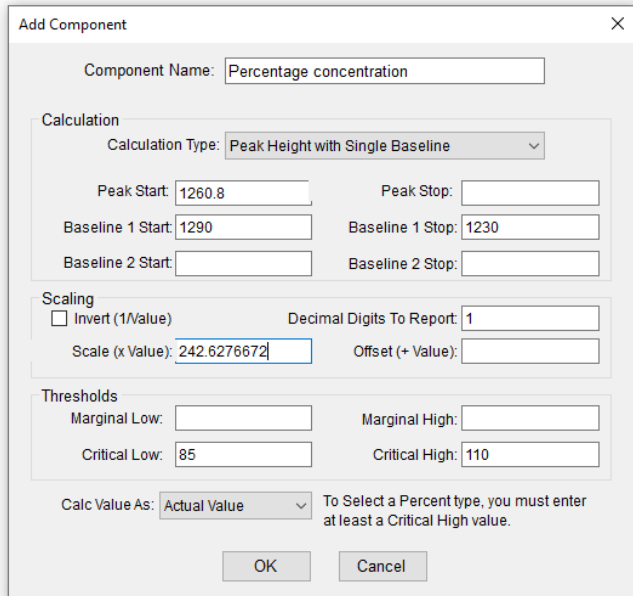 Add Component
Component Name: Percentage concentration
Calculation
Calculation Type: Peak Height with Single Baseline
Peak Start: 1260.8 Peak Stop:
Baseline 1 Start: 1290 Baseline 1 Stop: 1230
Baseline 2 Start: Baseline 2 Stop:
Scaling
Invert (1/Value) Decimal Digits To Report: 1
Scale (x Value): 242.6276672 Offset (+ Value):
Thresholds
Marginal Low: Marginal High:
Critical Low: 85 Critical High: 110
Calc Value As: Actual Value To Select a Percent type, you must enter
at least a Critical High value.
OK Cancel